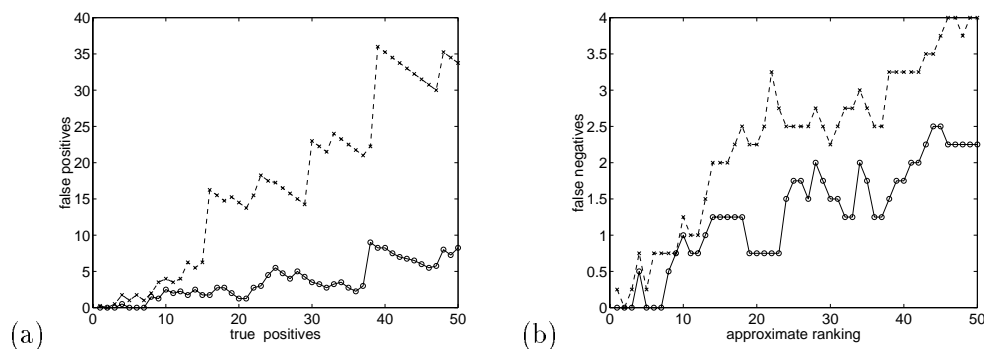 40
35
30
25
20
15
10
5
0
false positives
0 10 20 30 40 50
true positives
(a)
4
3.5
3
2.5
2
1.5
1
0.5
0
false negatives
0 10 20 30 40 50
approximate ranking
(b)